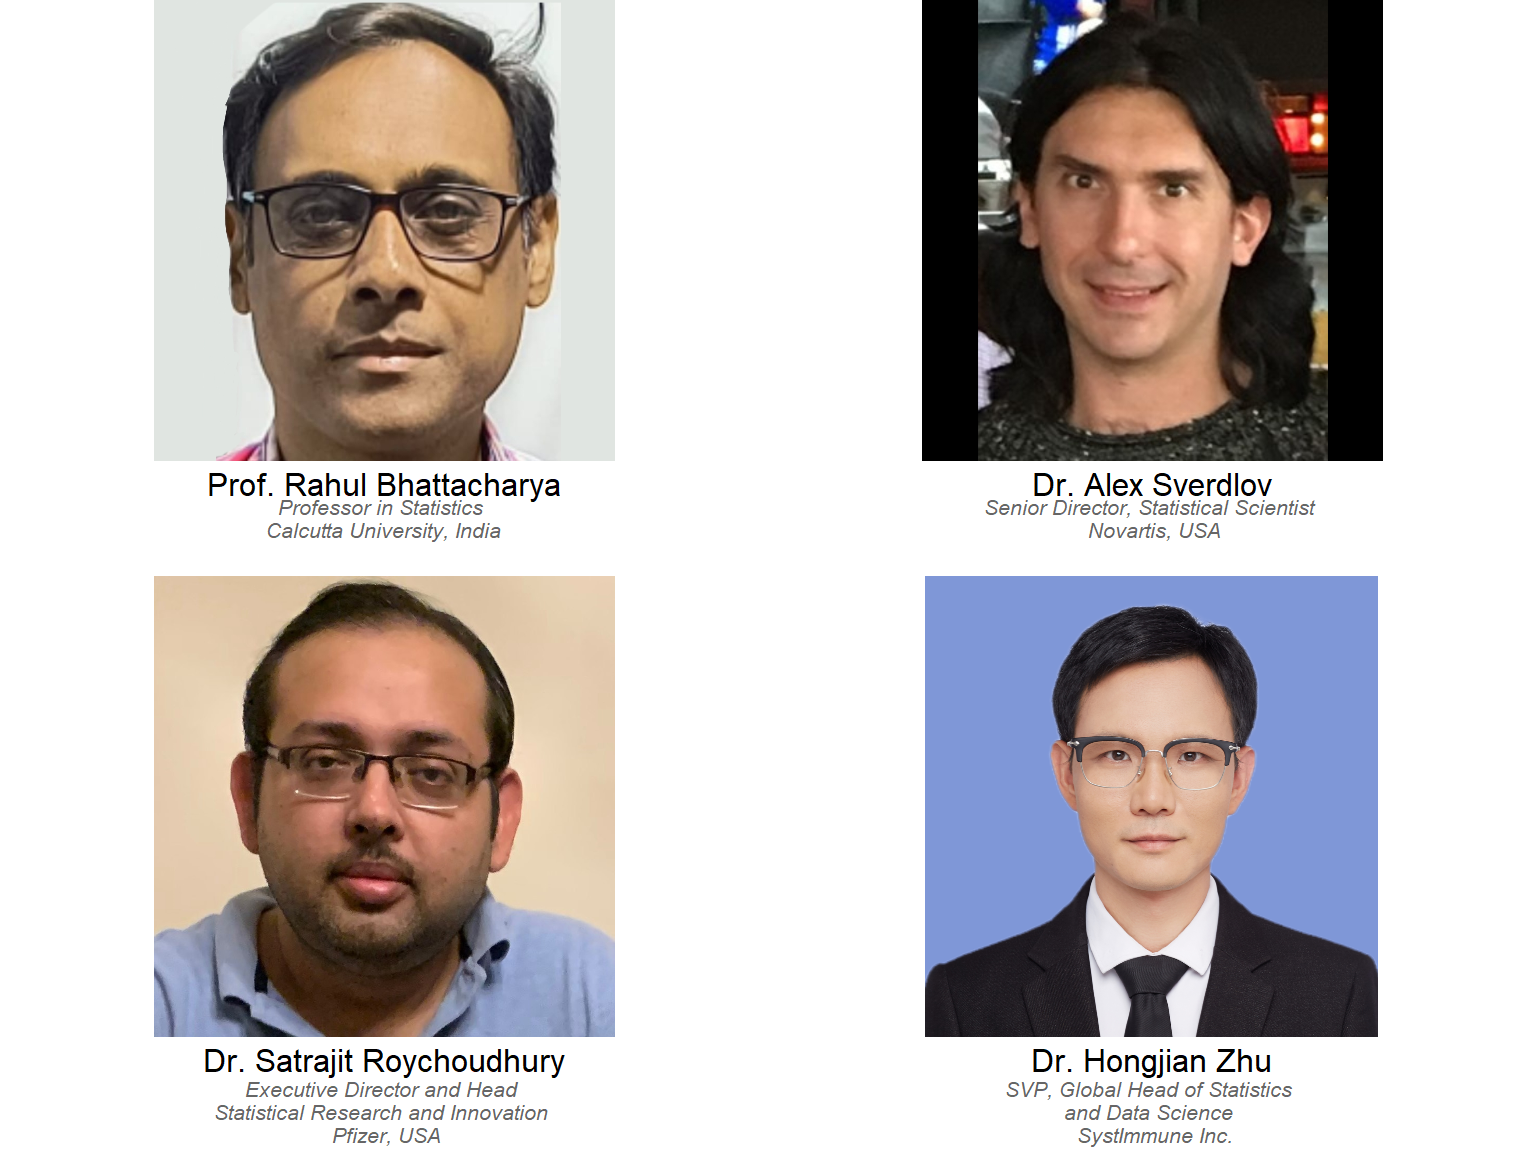 Prof. Rahul Bhattacharya
Professor in Statistics
Calcutta University, India
Dr. Alex Sverdlov
Senior Director, Statistical Scientist
Novartis, USA
Dr. Satrajit Roychoudhury
Executive Director and Head
Statistical Research and Innovation
Pfizer, USA
Dr. Hongjian Zhu
SVP, Global Head of Statistics
and Data Science
SystImmune Inc.